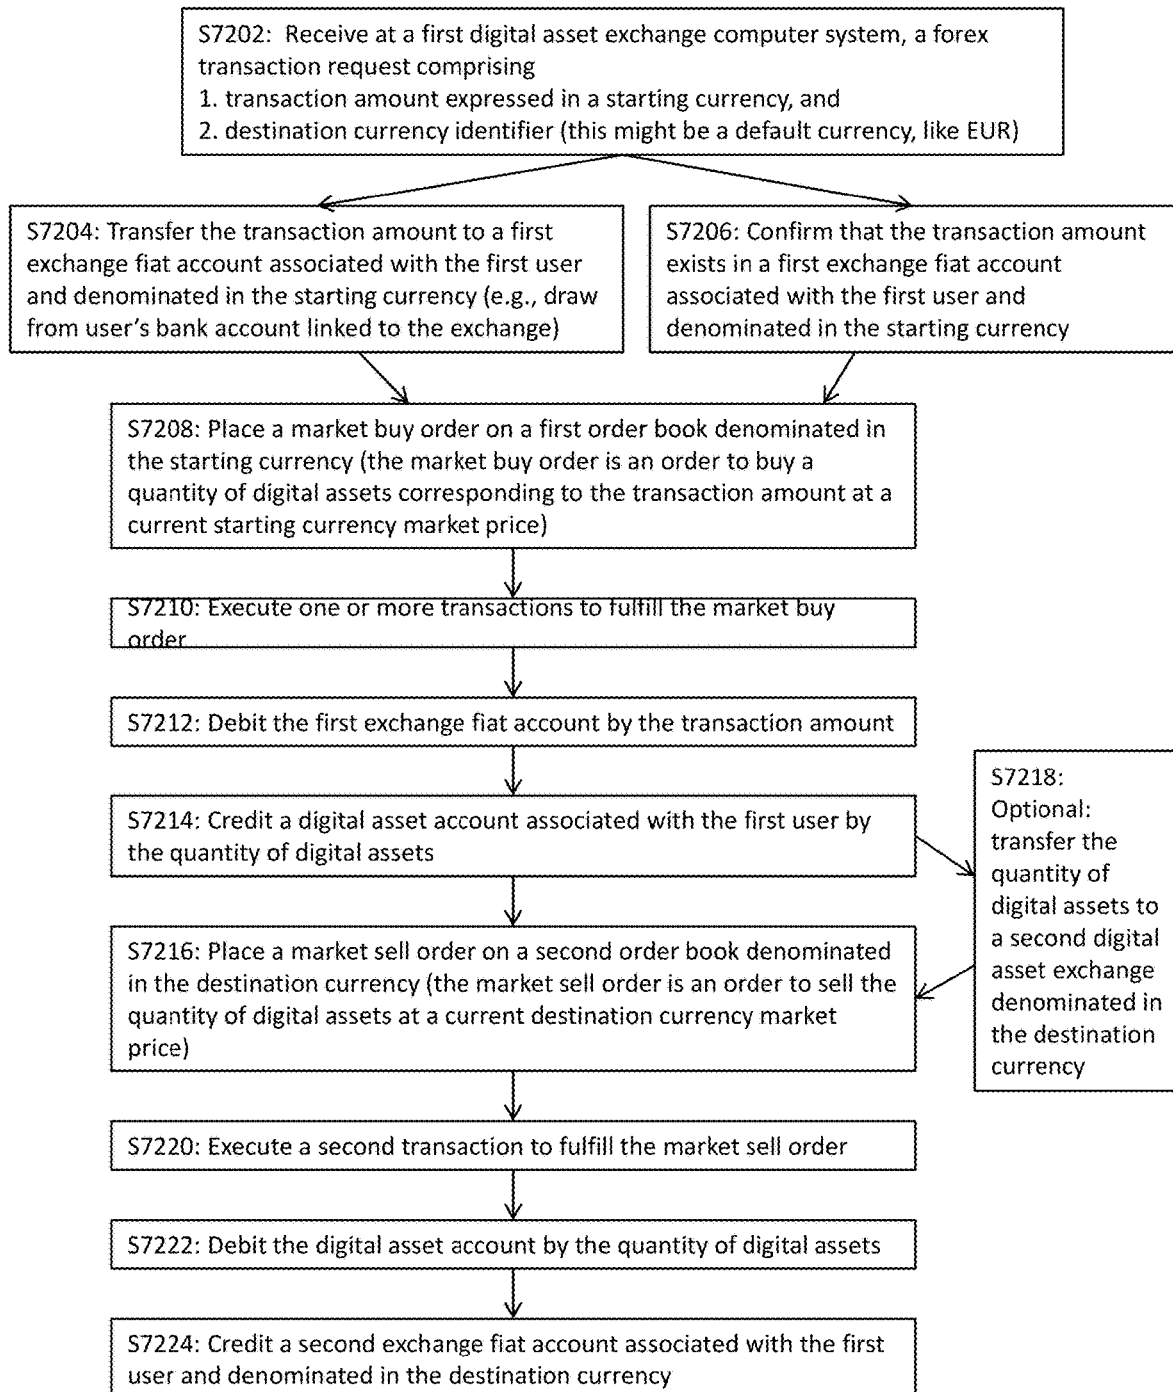 S7202: Receive at a first digital asset exchange computer system, a forex
transaction request comprising
1. transaction amount expressed in a starting currency, and
2. destination currency identifier (this might be a default currency, like EUR)
S7204: Transfer the transaction amount to a first
exchange fiat account associated with the first user
and denominated in the starting currency (e.g., draw
from user's bank account linked to the exchange)
S7206: Confirm that the transaction amount
exists in a first exchange fiat account
associated with the first user and
denominated in the starting currency
S7208: Place a market buy order on a first order book denominated in
the starting currency (the market buy order is an order to buy a
quantity of digital assets corresponding to the transaction amount at a
current starting currency market price)
S7210: Execute one or more transactions to fulfill the market buy
order
S7212: Debit the first exchange fiat account by the transaction amount
S7214: Credit a digital asset account associated with the first user by
the quantity of digital assets
S7218:
Optional:
transfer the
quantity of
digital assets to
a second digital
asset exchange
denominated in
the destination
currency
S7216: Place a market sell order on a second order book denominated
in the destination currency (the market sell order is an order to sell the
quantity of digital assets at a current destination currency market
price)
S7220: Execute a second transaction to fulfill the market sell order
S7222: Debit the digital asset account by the quantity of digital assets
S7224: Credit a second exchange fiat account associated with the first
user and denominated in the destination currency